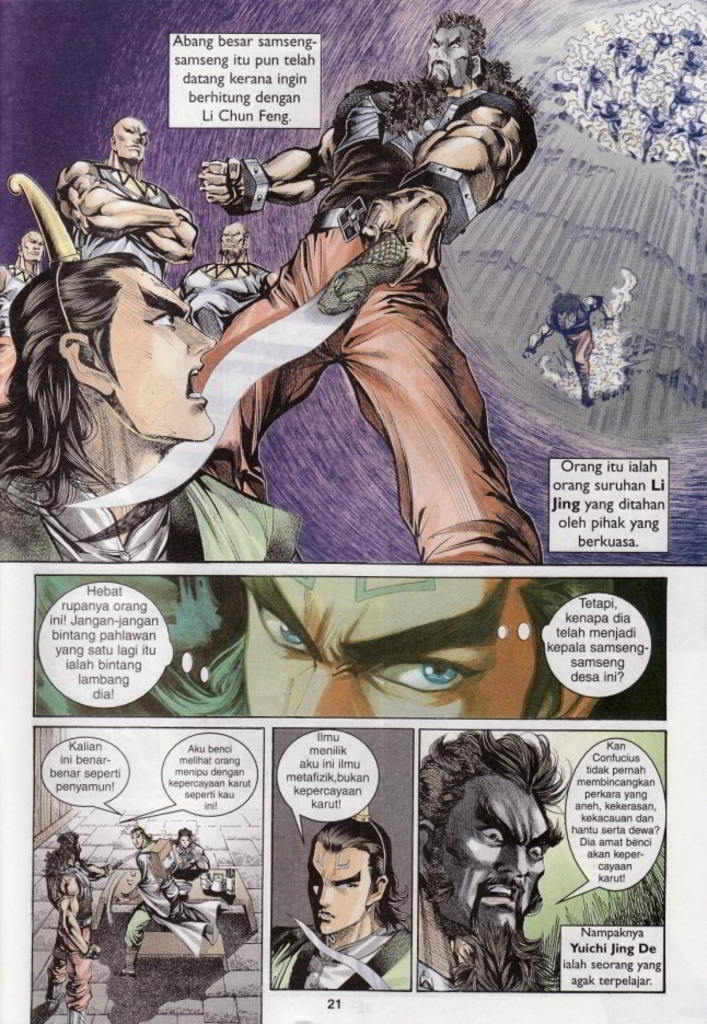 Abang besar samseng-
samseng itu pun telah
datang kerana ingin
berhitung dengan
Li Chun Feng.
Orang itu ialah
orang suruhan Li
Jing yang ditahan
oleh pihak yang
berkuasa.
Hebat
rupanya orang
ini! Jangan-jangan
bintang pahlawan
yang satu lagi itu
ialah bintang
lambang
dia!
Tetapi,
kenapa dia
telah menjadi
kepala samseng-
samseng
desa ini?
Kalian
ini benar-
benar seperti
penyamun!
Aku benci
melihat orang
menipu dengan
kepercayaan karut
seperti kau
ini!
Ilmu
menilik
aku ini ilmu
metafizik,bukan
kepercayaan
karut!
Kan
Confucius
tidak pernah
membincangkan
perkara yang
aneh, kekerasan,
kekacauan dan
hantu serta dewa?
Dia amat benci
akan keper-
cayaan
karut!
Nampaknya
Yuichi Jing De
ialah seorang yang
agak terpelajar.
21